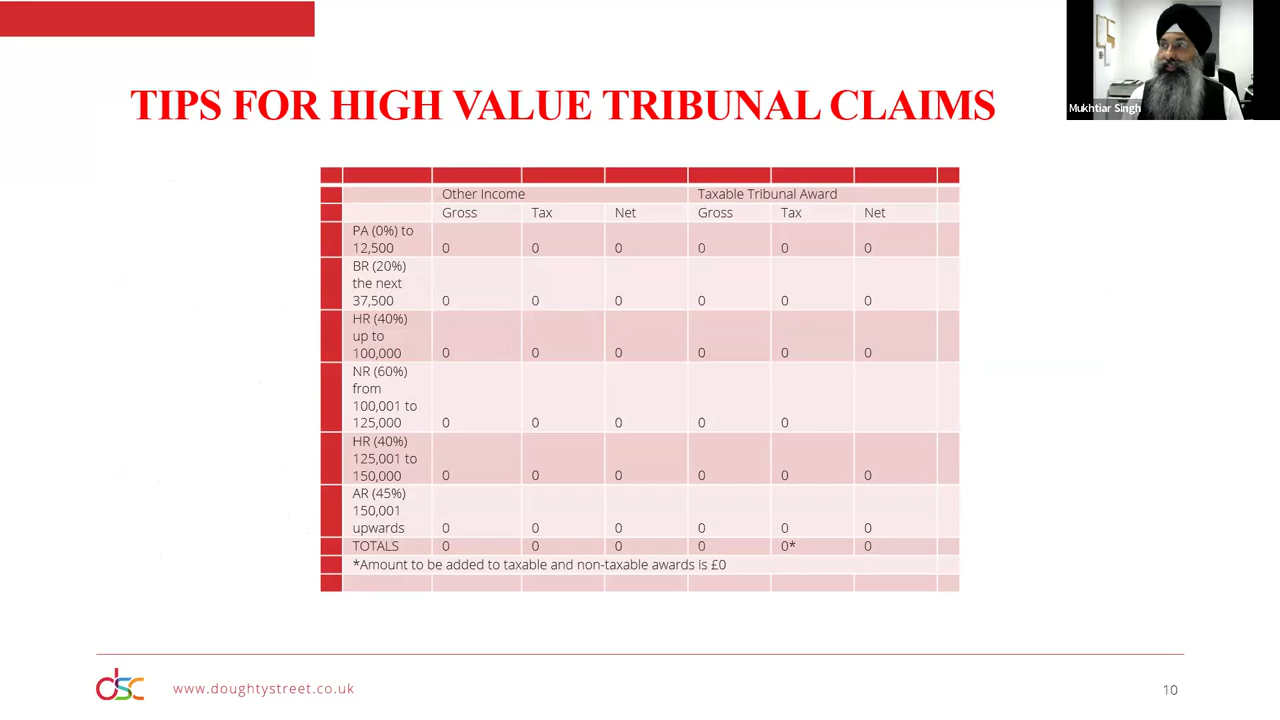 Mukhtiar Singh
TIPS FOR HIGH VALUE TRIBUNAL CLAIMS
Other Income Taxable Tribunal Award
Gross Tax Net Gross Tax Net
PA (0%) to
12,500 0 0 0 0 0 0
BR (20%)
the next
37,500 0 0 0 0 0 0
HR (40%)
up to
100,000 0 0 0 0 0 0
NR (60%)
from
100,001 to
125,000 0 0 0 0 0
HR (40%)
125,001 to
150,000 0 0 0 0 0 0
AR (45%)
150,001
upwards 0 0 0 0 0 0
TOTALS 0 0 0 0 0* 0
*Amount to be added to taxable and non-taxable awards is £0
dsc www.doughtystreet.co.uk 10